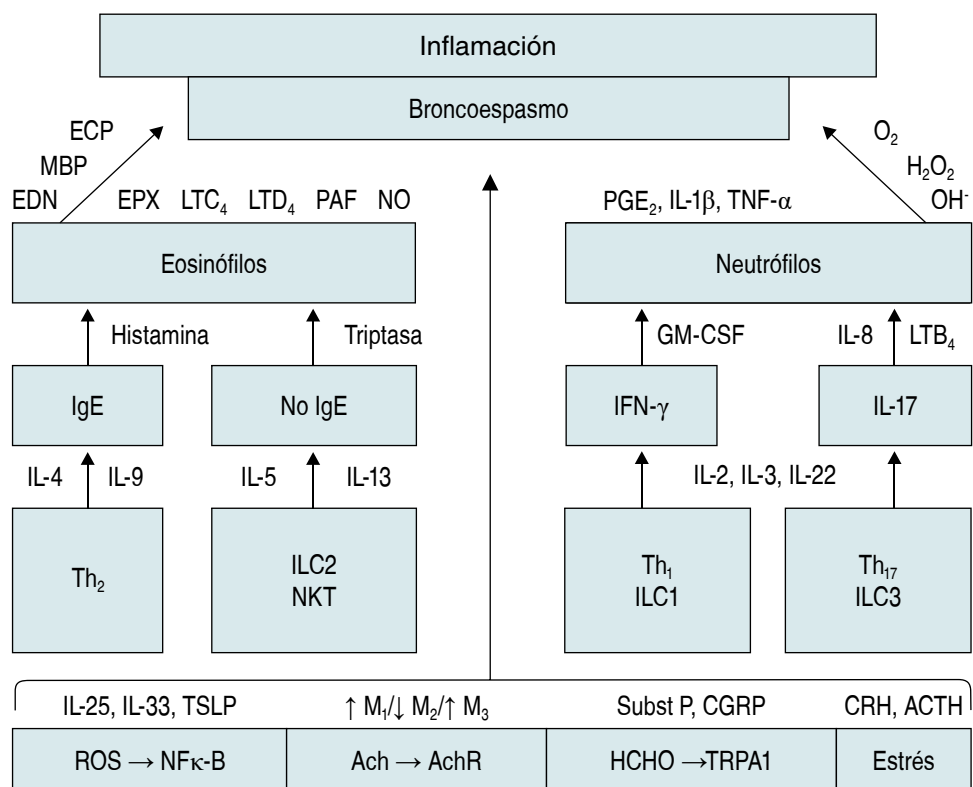 Inflamación
Broncoespasmo
ECP
MBP
EDN
EPX LTC₄ LTD₄ PAF NO
O₂
H₂O₂
OH⁻
PGE₂, IL-1β, TNF-α
Eosinófilos
Neutrófilos
Histamina
Triptasa
GM-CSF
IL-8 LTB₄
IgE
No IgE
IFN-γ
IL-17
IL-4 IL-9
IL-5 IL-13
IL-2, IL-3, IL-22
Th₂
ILC2
NKT
Th₁
ILC1
Th₁₇
ILC3
IL-25, IL-33, TSLP
↑ M₁/↓ M₂/↑ M₃
Subst P, CGRP
CRH, ACTH
ROS → NFκ-B
Ach → AchR
HCHO →TRPA1
Estrés